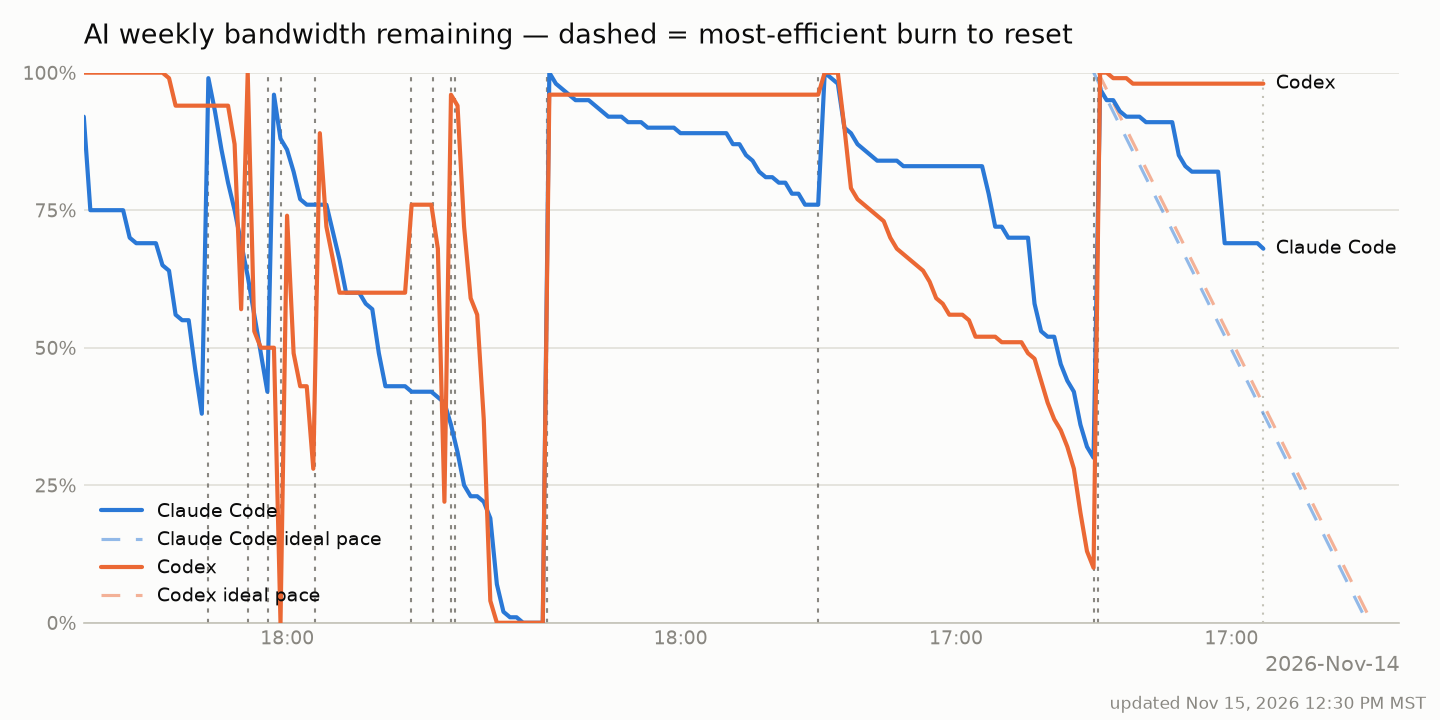 AI weekly bandwidth remaining — dashed = most-efficient burn to reset
100%
Codex
75%
Claude Code
50%
25%
Claude Code
Claude Code ideal pace
Codex
Codex ideal pace
0%
18:00 18:00 17:00 17:00
2026-Nov-14
updated Nov 15, 2026 12:30 PM MST